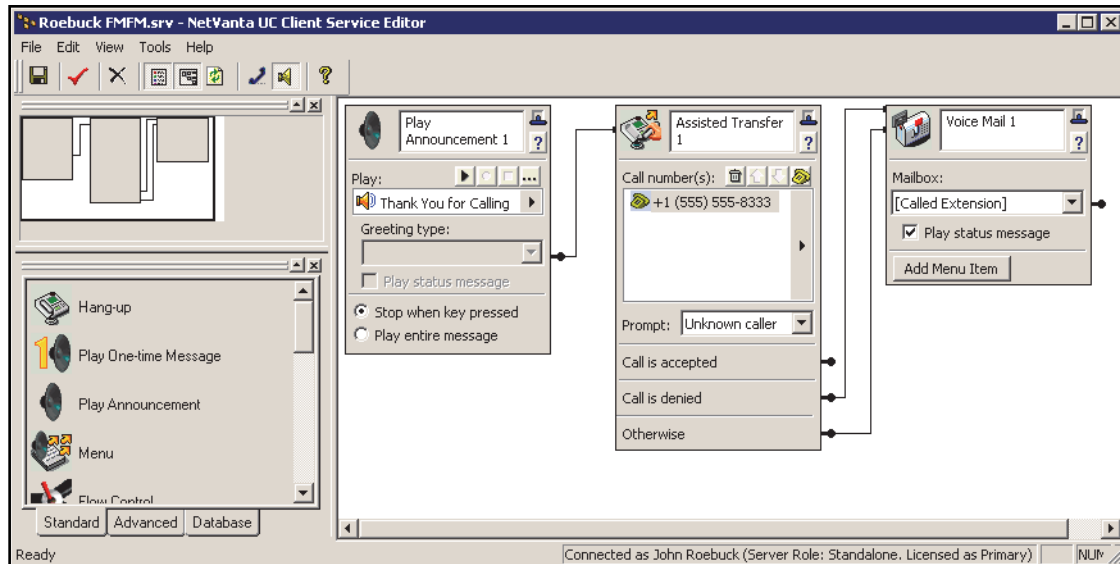 Roebuck FMFM.srv - NetVanta UC Client Service Editor
File Edit View Tools Help
Play
Announcement 1
Play:
Thank You for Calling
Greeting type:
Play status message
Stop when key pressed
Play entire message
Assisted Transfer
1
Call number(s):
+1 (555) 555-8333
Prompt: Unknown caller
Call is accepted
Call is denied
Otherwise
Voice Mail 1
Mailbox:
[Called Extension]
Play status message
Add Menu Item
Hang-up
Play One-time Message
Play Announcement
Menu
Flow Control
Standard Advanced Database
Ready
Connected as John Roebuck (Server Role: Standalone. Licensed as Primary)
NUM